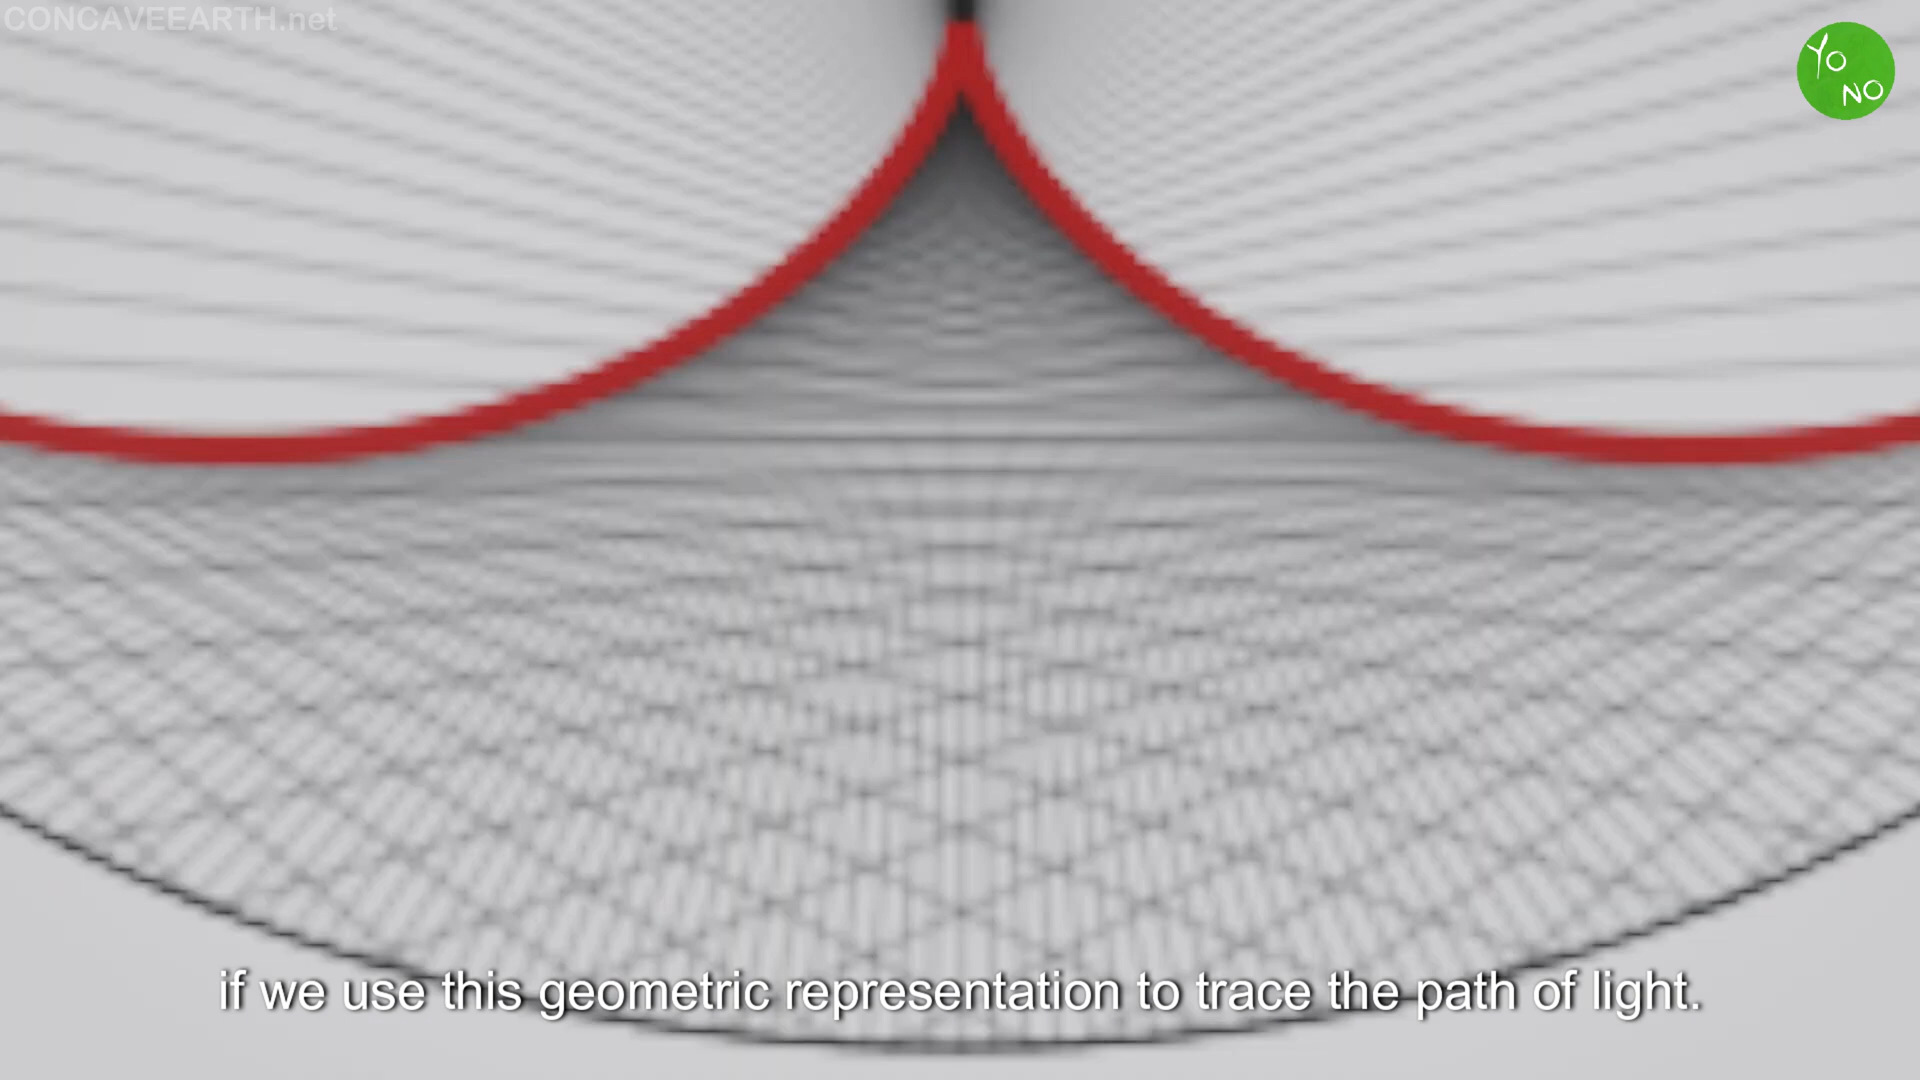 CONCAVEEARTH.net
YO
NO
if we use this geometric representation to trace the path of light.